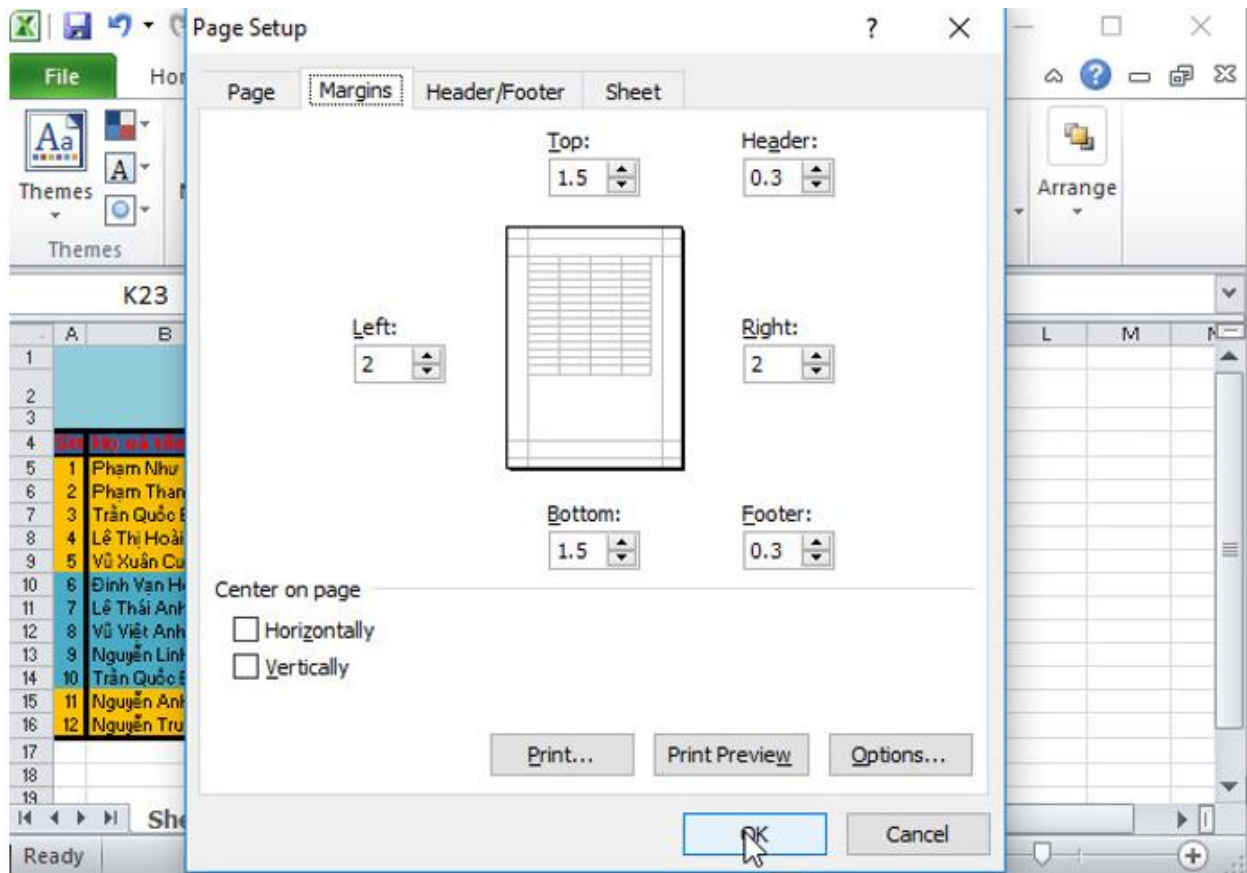 Page Setup
?
File
Page
Margins
Header/Footer
Sheet
Top:
Header:
1.5
0.3
Themes
Arrange
Themes
K23
Left:
Right:
2
2
A
B
L
M
1
2
3
4
Họ và tên
5 1 Phạm Như
6 2 Phạm Than
7 3 Trần Quốc
8 4 Lê Thị Hoài
9 5 Vũ Xuân Cư
10 6 Đinh Vạn
11 7 Lê Thái Anh
12 8 Vũ Việt Anh
13 9 Nguyễn Linh
14 10 Trần Quốc
15 11 Nguyễn Anh
16 12 Nguyễn Tru
17
18
19
Bottom:
Footer:
1.5
0.3
Center on page
Horizontally
Vertically
Print...
Print Preview
Options...
OK
Cancel
Ready